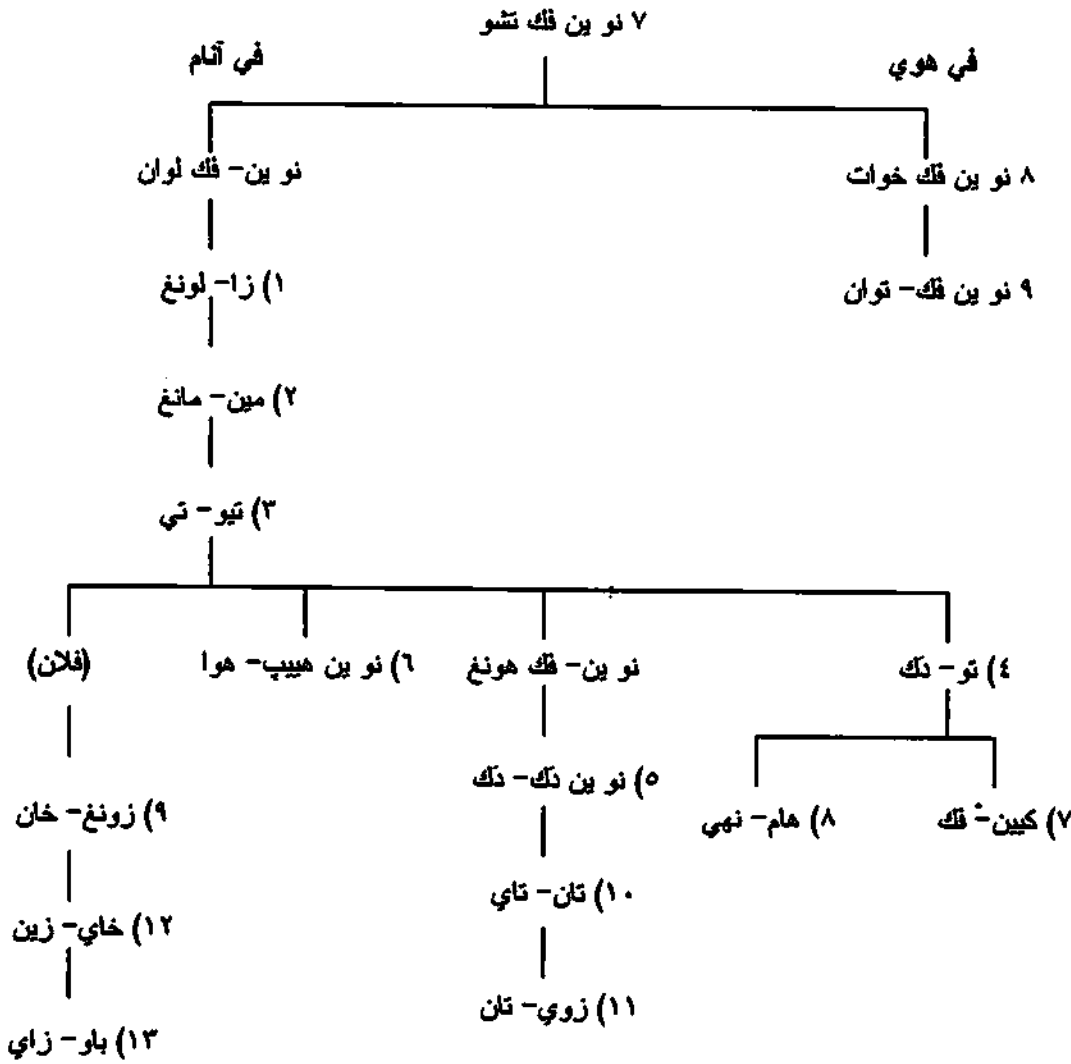 ٧ نو ين فك تشو
في هوي
في آنام
٨ نو ين فك خوات
نو ين- فك لوان
٩ نو ين فك- توان
١) زا- لونغ
٢) مين- مانغ
٣) تيو- تي
٤) تو- دك
نو ين- فك هونغ
٦) نو ين هييپ- هوا
(فلان)
٥) نو ين دك- دك
٧) كيين- فك
٨) هام- نهي
٩) زونغ- خان
١٠) تان- تاي
١٢) خاي- زين
١١) زوي- تان
١٣) باو- زاي